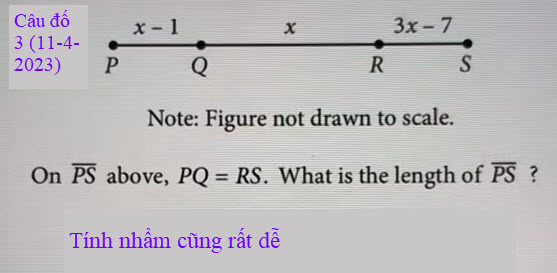 Câu đố
3 (11-4-
2023)
x − 1 x 3x − 7
P Q R S
Note: Figure not drawn to scale.
On PS above, PQ = RS. What is the length of PS ?
Tính nhẩm cũng rất dễ